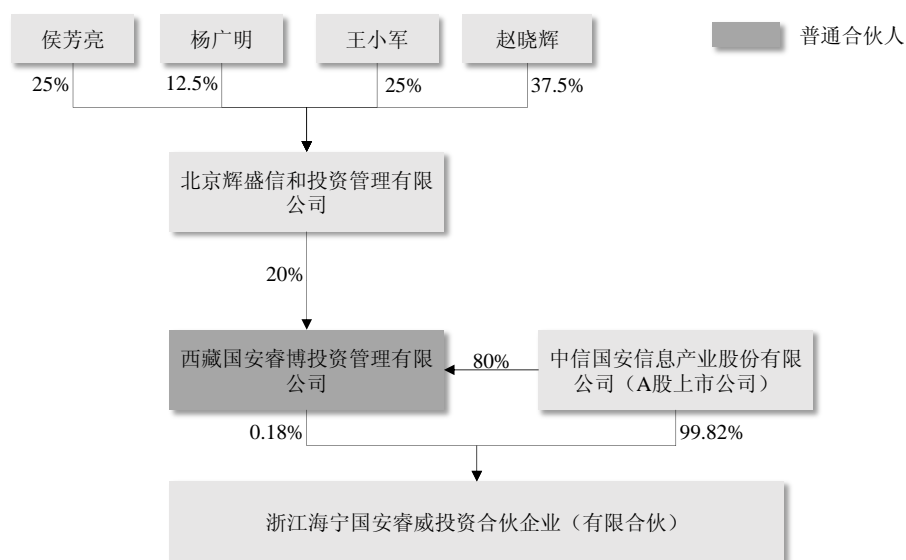 侯芳亮
杨广明
王小军
赵晓辉
普通合伙人
25%
12.5%
25%
37.5%
北京辉盛信和投资管理有限
公司
20%
西藏国安睿博投资管理有限
公司
80%
中信国安信息产业股份有限
公司（A股上市公司）
0.18%
99.82%
浙江海宁国安睿威投资合伙企业（有限合伙）